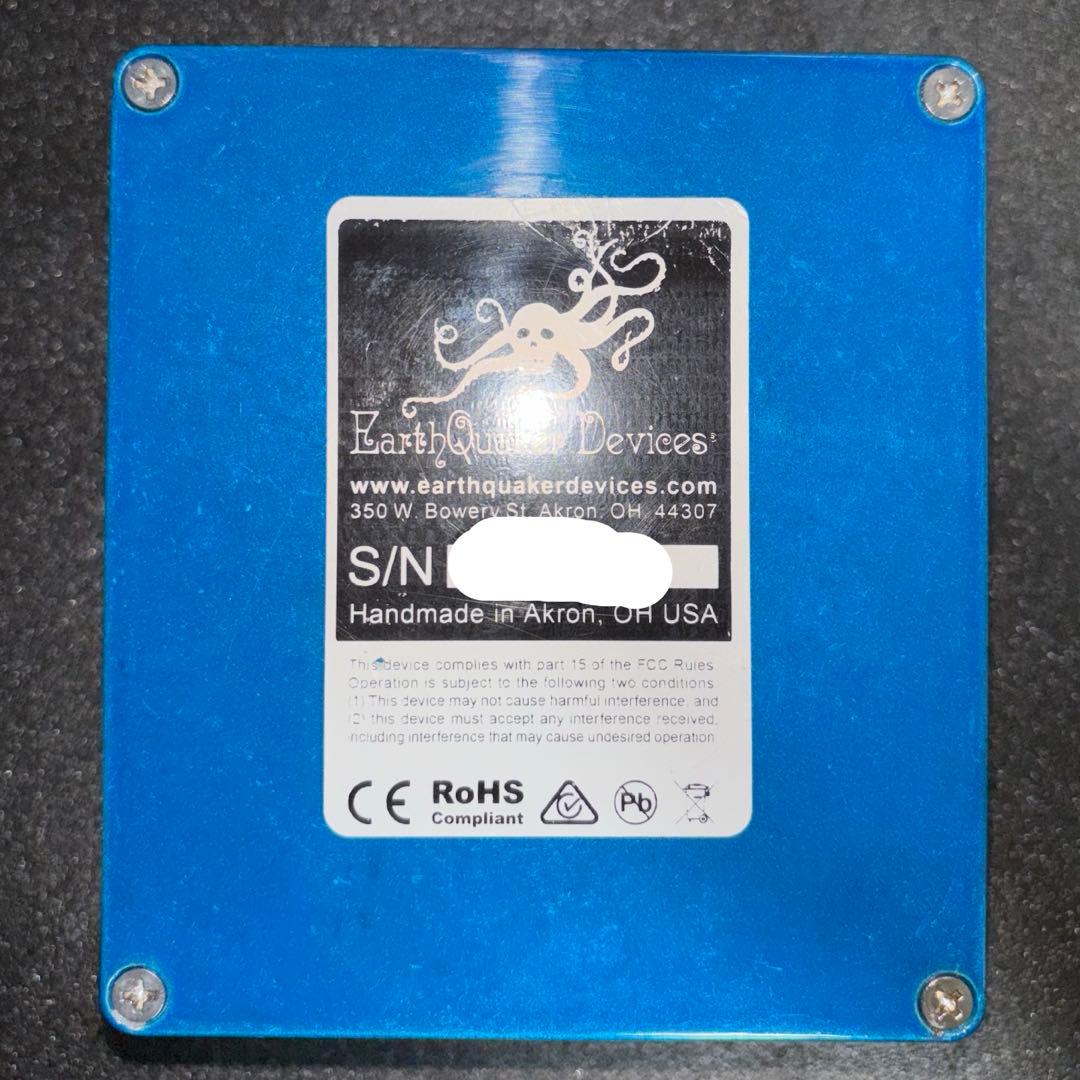 EarthQuaker Devices
www.earthquakerdevices.com
350 W. Bowery St. Akron, OH, 44307
S/N
Handmade in Akron, OH USA
This device complies with part 15 of the FCC Rules
Operation is subject to the following two conditions
(1) This device may not cause harmful interference, and
(2) this device must accept any interference received,
including interference that may cause undesired operation
CE RoHS
Compliant
Pb